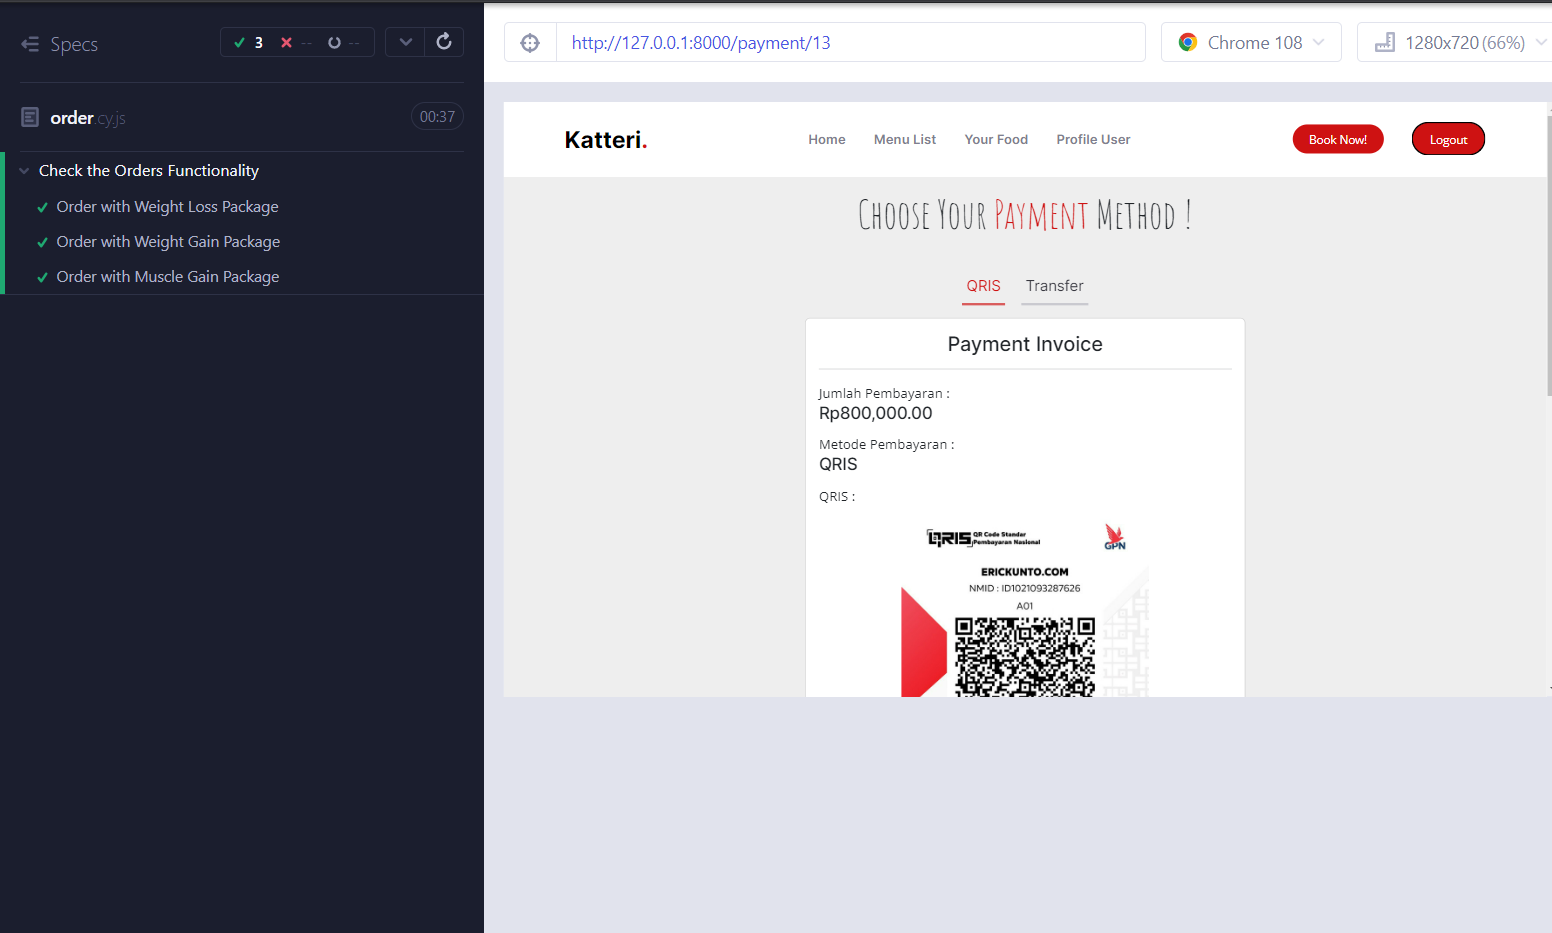 Specs
3 -- --
order.cy.js
00:37
Check the Orders Functionality
Order with Weight Loss Package
Order with Weight Gain Package
Order with Muscle Gain Package
http://127.0.0.1:8000/payment/13
Chrome 108
1280x720 (66%)
Katteri.
Home
Menu List
Your Food
Profile User
Book Now!
Logout
Choose Your Payment Method !
QRIS
Transfer
Payment Invoice
Jumlah Pembayaran :
Rp800,000.00
Metode Pembayaran :
QRIS
QRIS :
QRIS
QR Code Standar
Pembayaran Nasional
GPN
ERICKUNTO.COM
NMID : ID1021093287626
A01